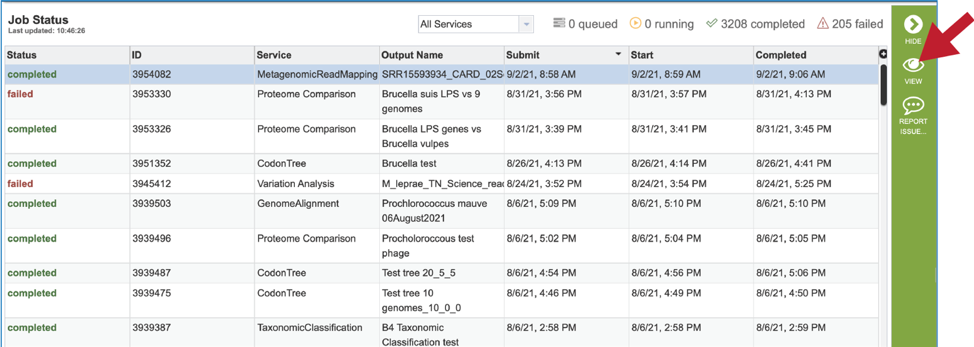 Job Status
Last updated: 10:46:26
All Services
0 queued 0 running 3208 completed 205 failed
Status ID Service Output Name Submit Start Completed
completed 3954082 MetagenomicReadMapping SRR15593934_CARD_02S 9/2/21, 8:58 AM 9/2/21, 8:59 AM 9/2/21, 9:06 AM
failed 3953330 Proteome Comparison Brucella suis LPS vs 9 8/31/21, 3:56 PM 8/31/21, 3:57 PM 8/31/21, 4:13 PM
genomes
completed 3953326 Proteome Comparison Brucella LPS genes vs 8/31/21, 3:39 PM 8/31/21, 3:41 PM 8/31/21, 3:45 PM
Brucella vulpes
completed 3951352 CodonTree Brucella test 8/26/21, 4:13 PM 8/26/21, 4:14 PM 8/26/21, 4:41 PM
failed 3945412 Variation Analysis M_leprae_TN_Science_read 8/24/21, 3:52 PM 8/24/21, 3:54 PM 8/24/21, 5:25 PM
completed 3939503 GenomeAlignment Prochlorococcus mauve 8/6/21, 5:09 PM 8/6/21, 5:10 PM 8/6/21, 5:10 PM
06August2021
completed 3939496 Proteome Comparison Procholoroccous test 8/6/21, 5:02 PM 8/6/21, 5:04 PM 8/6/21, 5:05 PM
phage
completed 3939487 CodonTree Test tree 20_5_5 8/6/21, 4:54 PM 8/6/21, 4:56 PM 8/6/21, 5:06 PM
completed 3939475 CodonTree Test tree 10 8/6/21, 4:46 PM 8/6/21, 4:49 PM 8/6/21, 4:50 PM
genomes_10_0_0
completed 3939387 TaxonomicClassification B4 Taxonomic 8/6/21, 2:58 PM 8/6/21, 2:58 PM 8/6/21, 2:59 PM
Classification test
HIDE
VIEW
REPORT
ISSUE...